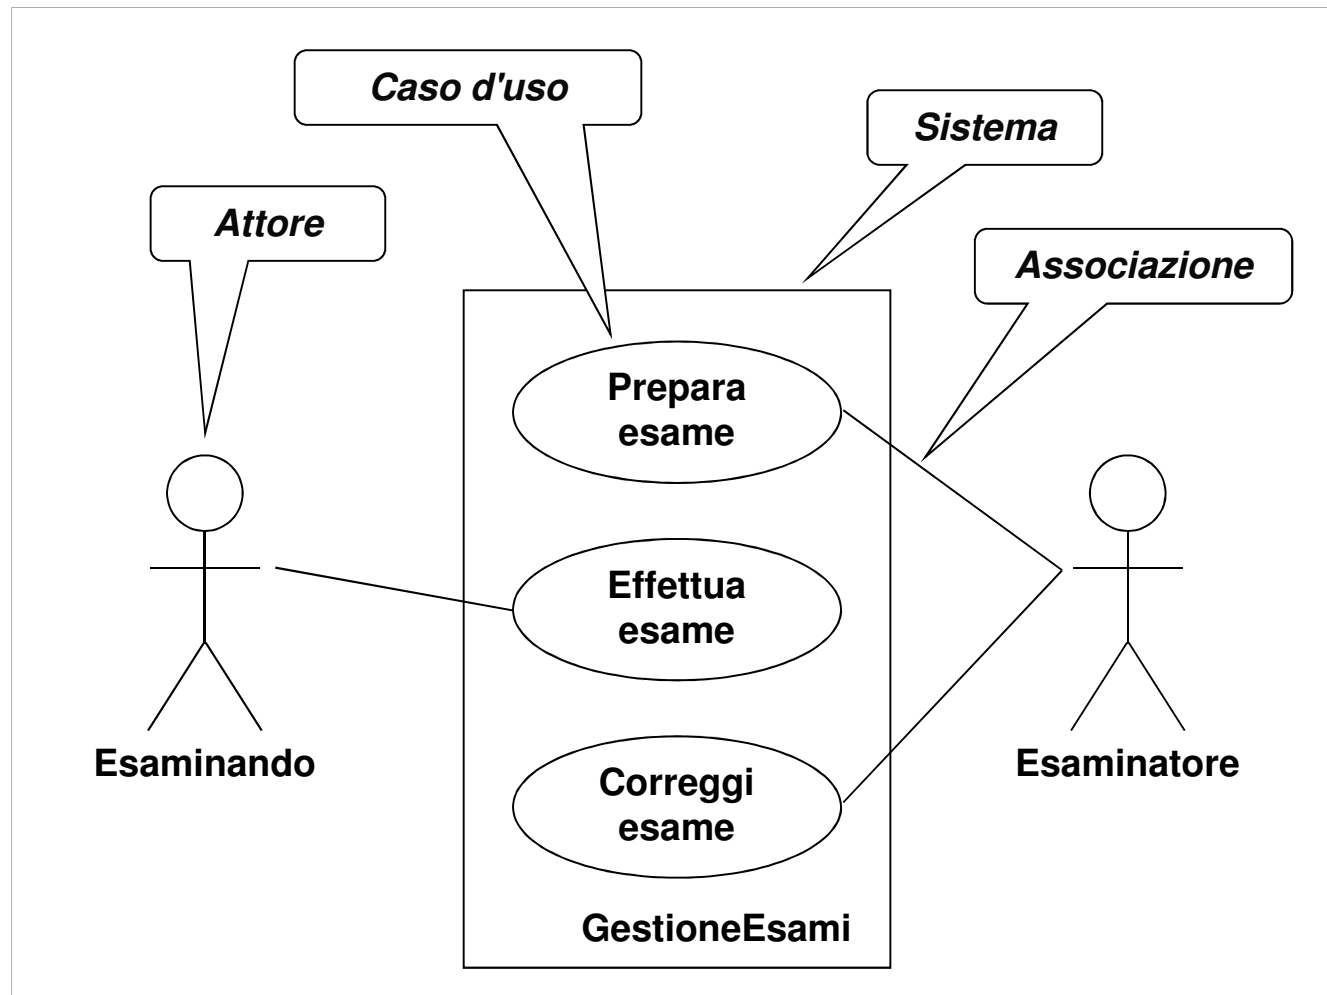 Caso d'uso
Sistema
Attore
Associazione
Prepara
esame
Effettua
esame
Esaminando
Esaminatore
Correggi
esame
GestioneEsami